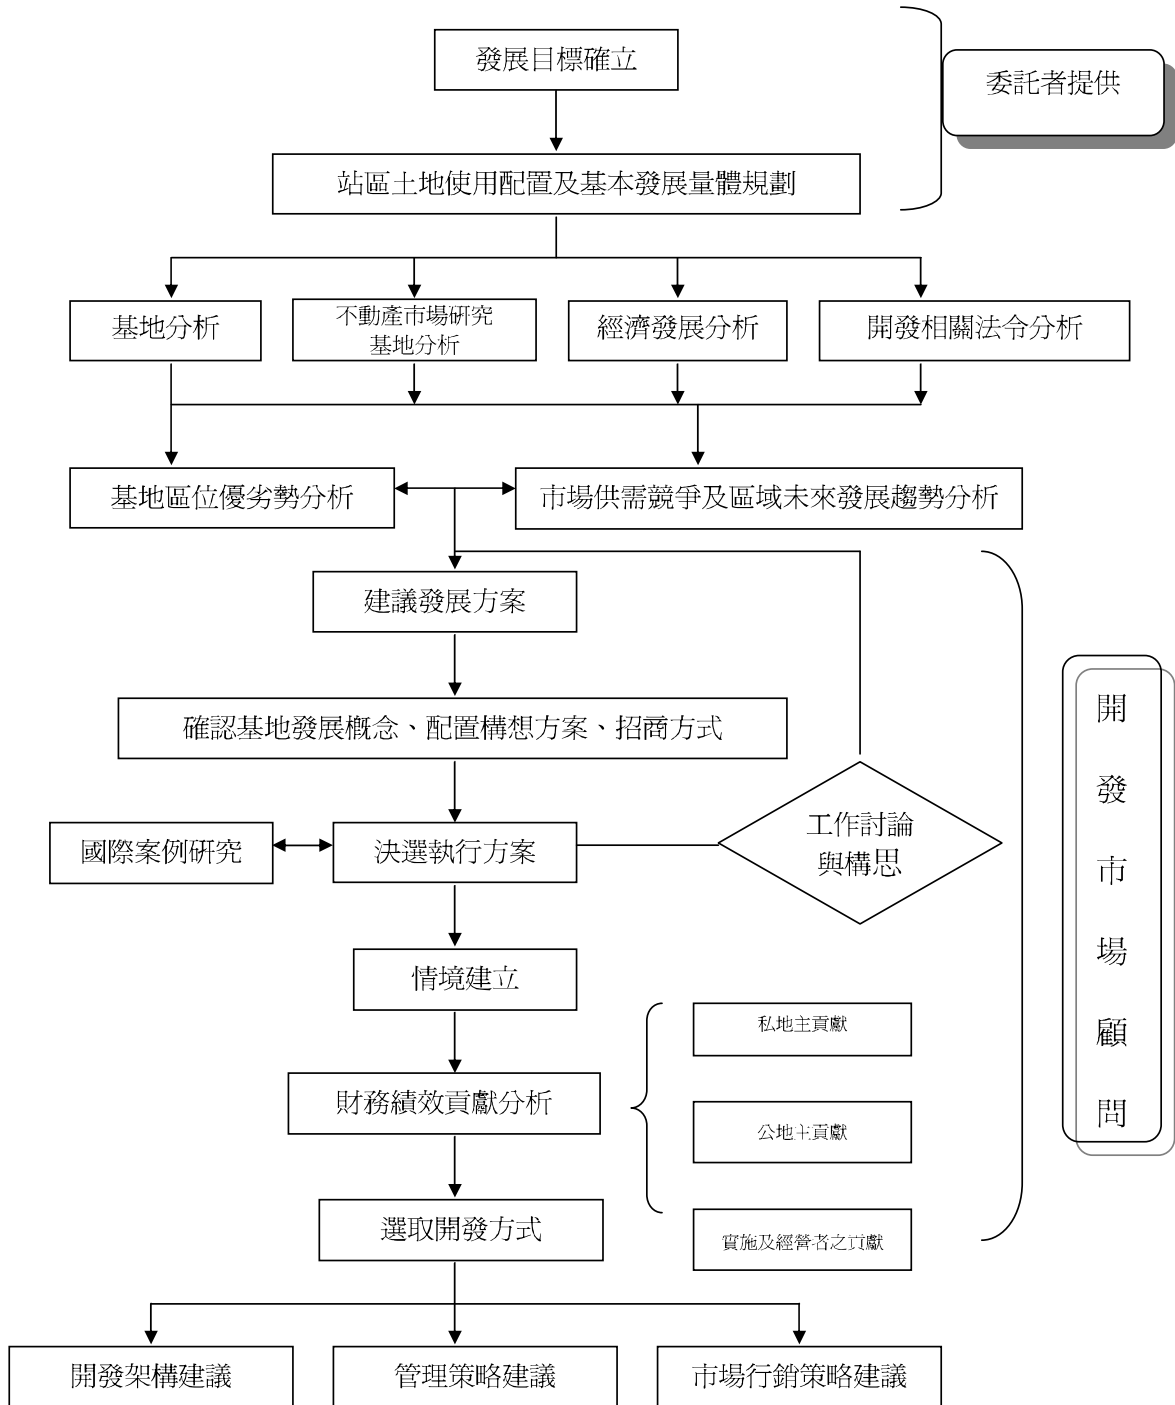 發展目標確立
委託者提供
站區土地使用配置及基本發展量體規劃
基地分析
不動產市場研究
基地分析
經濟發展分析
開發相關法令分析
基地區位優劣勢分析
市場供需競爭及區域未來發展趨勢分析
建議發展方案
確認基地發展概念、配置構想方案、招商方式
工作討論
與構思
國際案例研究
決選執行方案
情境建立
財務績效貢獻分析
私地主貢獻
公地主貢獻
實施及經營者之貢獻
選取開發方式
開發架構建議
管理策略建議
市場行銷策略建議
開
發
市
場
顧
問